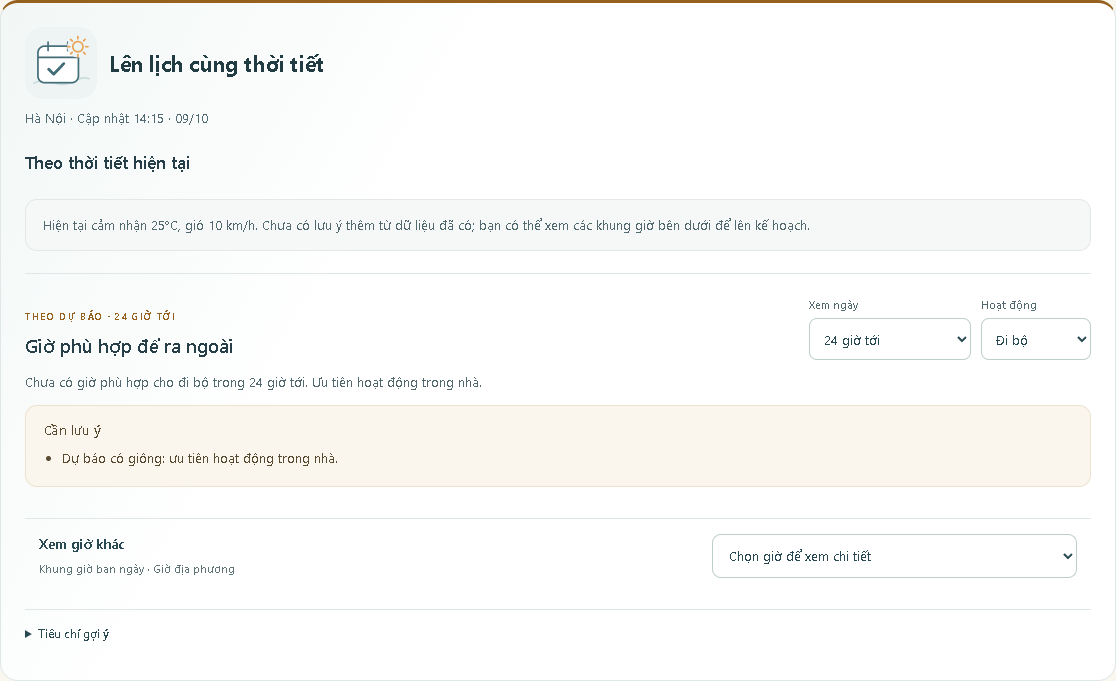 Lên lịch cùng thời tiết
Hà Nội · Cập nhật 14:15 · 09/10
Theo thời tiết hiện tại
Hiện tại cảm nhận 25°C, gió 10 km/h. Chưa có lưu ý thêm từ dữ liệu đã có; bạn có thể xem các khung giờ bên dưới để lên kế hoạch.
THEO DỰ BÁO · 24 GIỜ TỚI
Giờ phù hợp để ra ngoài
Xem ngày
24 giờ tới
Hoạt động
Đi bộ
Chưa có giờ phù hợp cho đi bộ trong 24 giờ tới. Ưu tiên hoạt động trong nhà.
Cần lưu ý
Dự báo có giông: ưu tiên hoạt động trong nhà.
Xem giờ khác
Khung giờ ban ngày · Giờ địa phương
Chọn giờ để xem chi tiết
Tiêu chí gợi ý